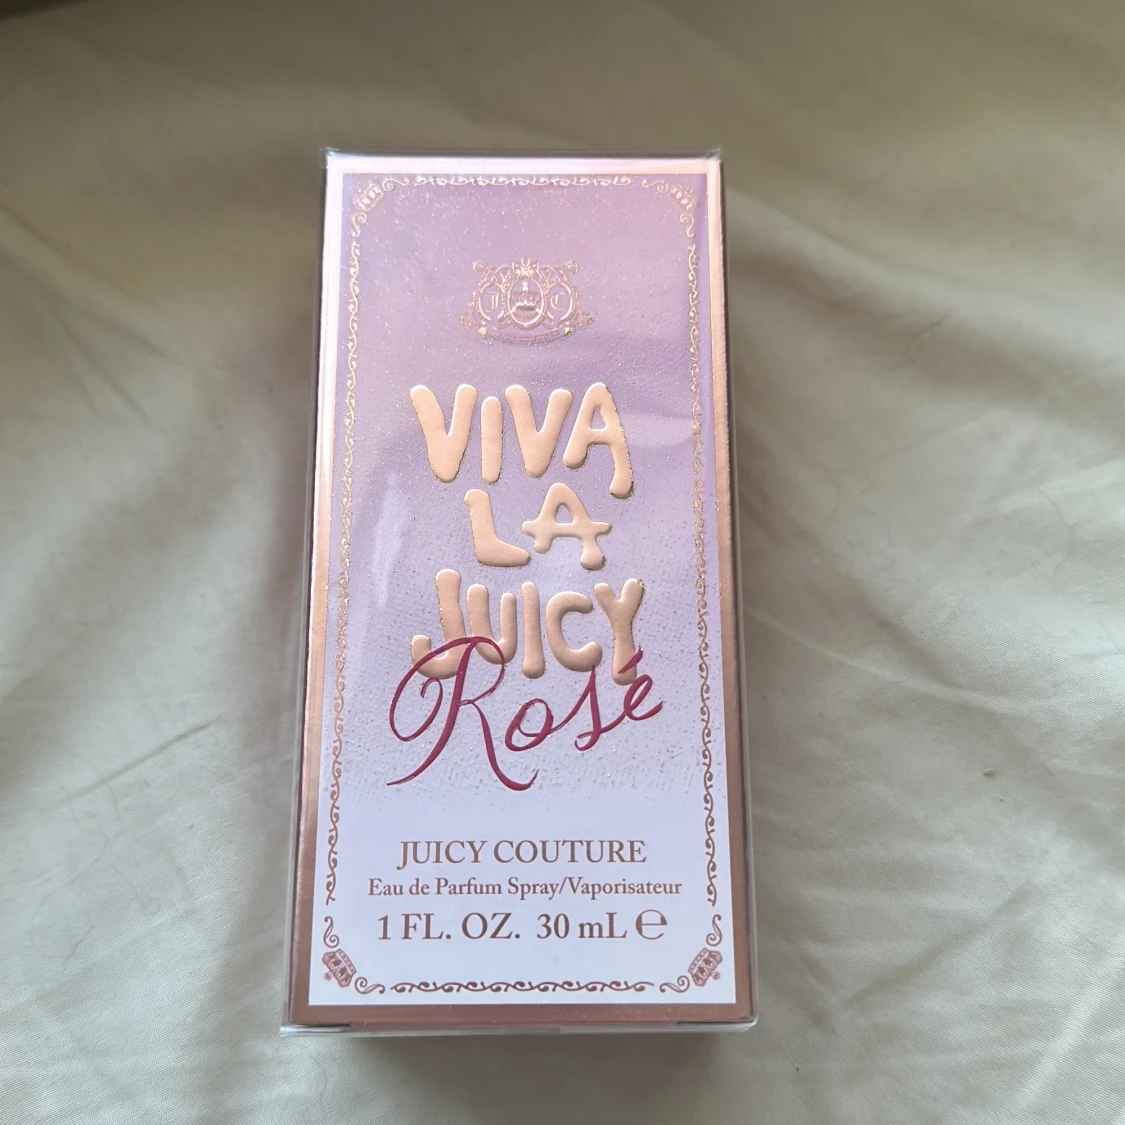 VIVA
LA
JUICY
Rosé
JUICY COUTURE
Eau de Parfum Spray/Vaporisateur
1 FL. OZ. 30 mL ℮